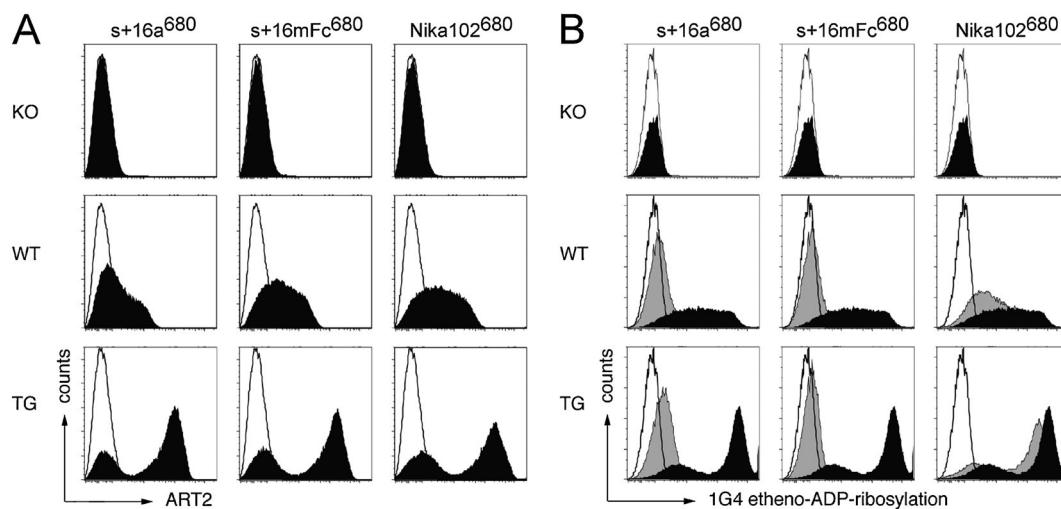 A
s+16a680
s+16mFc680
Nika102680
KO
WT
TG
counts
ART2
B
s+16a680
s+16mFc680
Nika102680
KO
WT
TG
counts
1G4 etheno-ADP-ribosylation